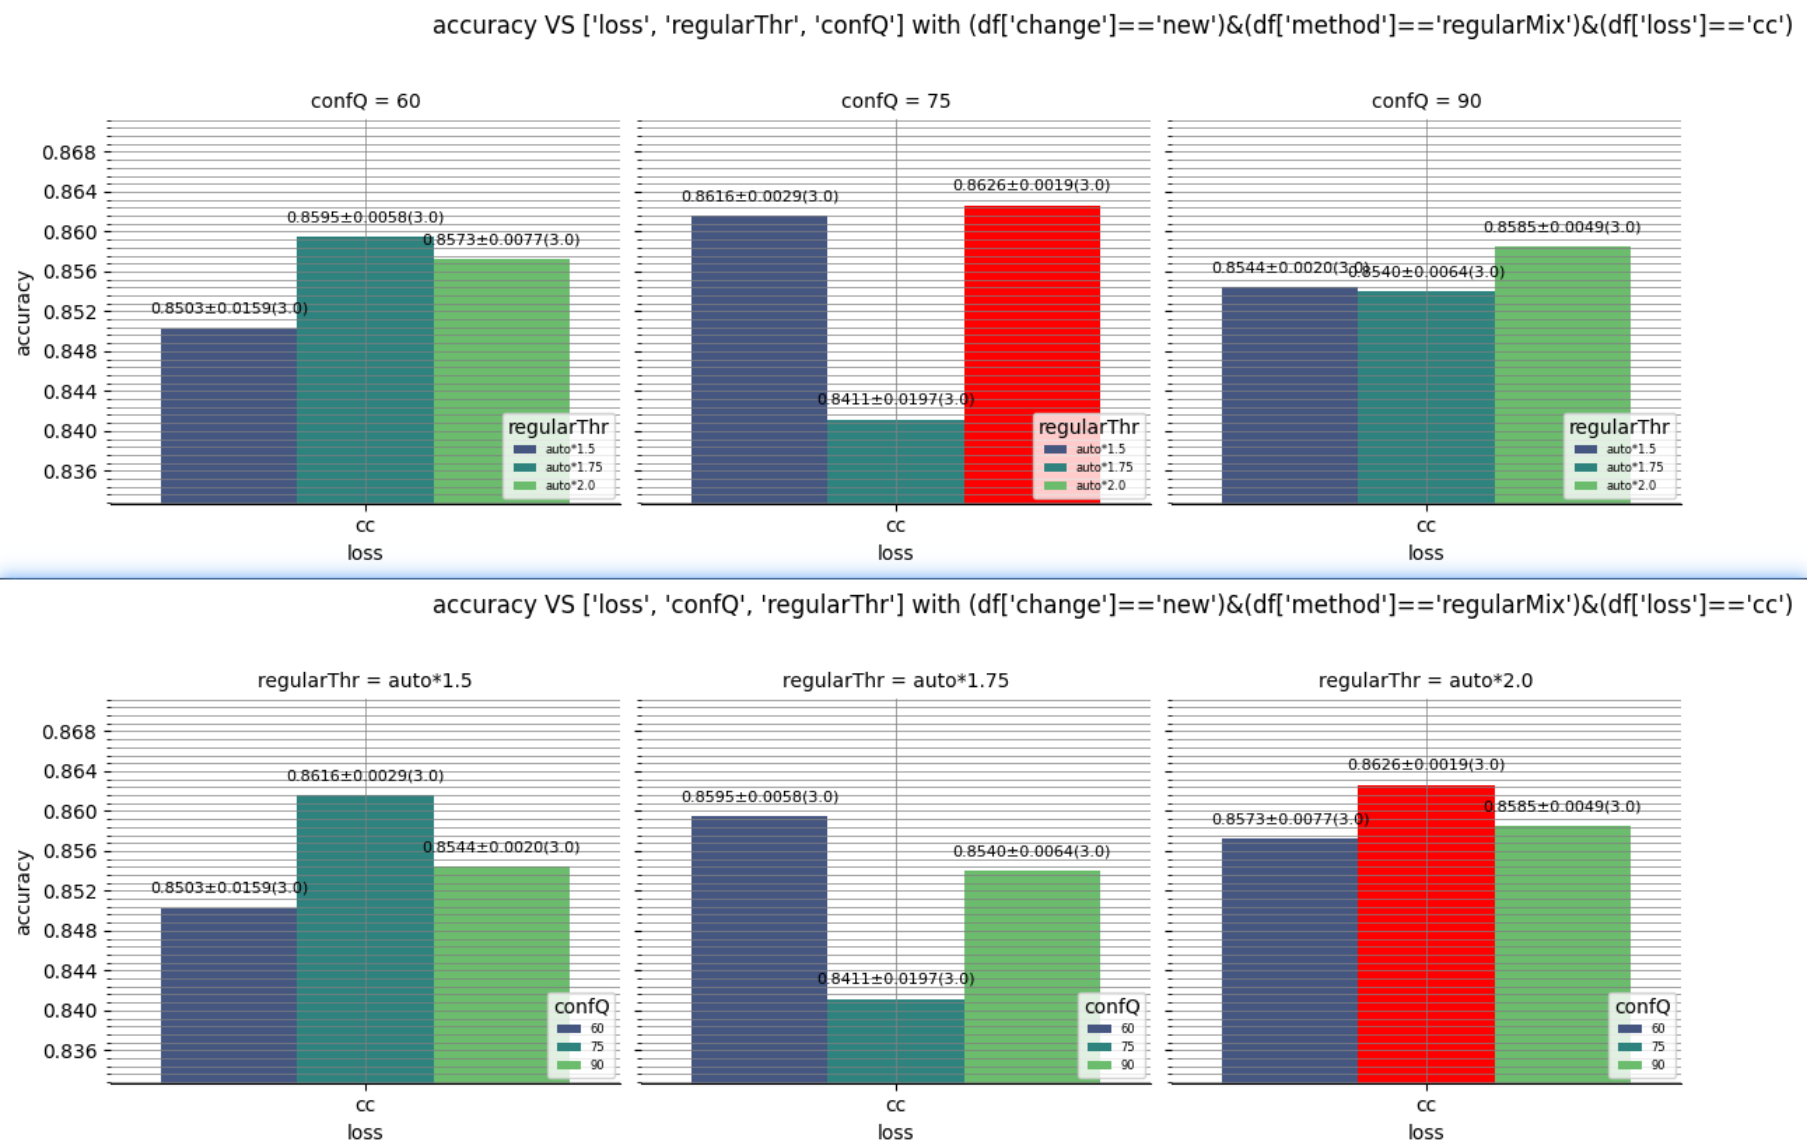 accuracy VS ['loss', 'regularThr', 'confQ'] with (df['change']=='new')&(df['method']=='regularMix')&(df['loss']=='cc')
confQ = 60
confQ = 75
confQ = 90
accuracy
0.868
0.864
0.860
0.856
0.852
0.848
0.844
0.840
0.836
0.8503±0.0159(3.0)
0.8595±0.0058(3.0)
0.8573±0.0077(3.0)
regularThr
auto*1.5
auto*1.75
auto*2.0
cc
loss
0.8616±0.0029(3.0)
0.8411±0.0197(3.0)
0.8626±0.0019(3.0)
regularThr
auto*1.5
auto*1.75
auto*2.0
cc
loss
0.8544±0.0020(3.0)
0.8540±0.0064(3.0)
0.8585±0.0049(3.0)
regularThr
auto*1.5
auto*1.75
auto*2.0
cc
loss
accuracy VS ['loss', 'confQ', 'regularThr'] with (df['change']=='new')&(df['method']=='regularMix')&(df['loss']=='cc')
regularThr = auto*1.5
regularThr = auto*1.75
regularThr = auto*2.0
accuracy
0.868
0.864
0.860
0.856
0.852
0.848
0.844
0.840
0.836
0.8503±0.0159(3.0)
0.8616±0.0029(3.0)
0.8544±0.0020(3.0)
confQ
60
75
90
cc
loss
0.8595±0.0058(3.0)
0.8411±0.0197(3.0)
0.8540±0.0064(3.0)
confQ
60
75
90
cc
loss
0.8573±0.0077(3.0)
0.8626±0.0019(3.0)
0.8585±0.0049(3.0)
confQ
60
75
90
cc
loss